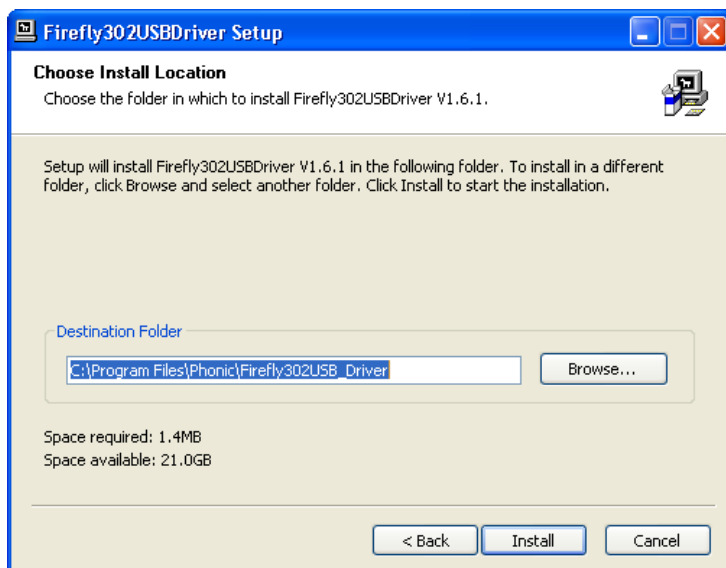 Firefly302USBDriver Setup
Choose Install Location
Choose the folder in which to install Firefly302USBDriver V1.6.1.
Setup will install Firefly302USBDriver V1.6.1 in the following folder. To install in a different
folder, click Browse and select another folder. Click Install to start the installation.
Destination Folder
C:\Program Files\Phonic\Firefly302USB_Driver
Browse...
Space required: 1.4MB
Space available: 21.0GB
< Back
Install
Cancel